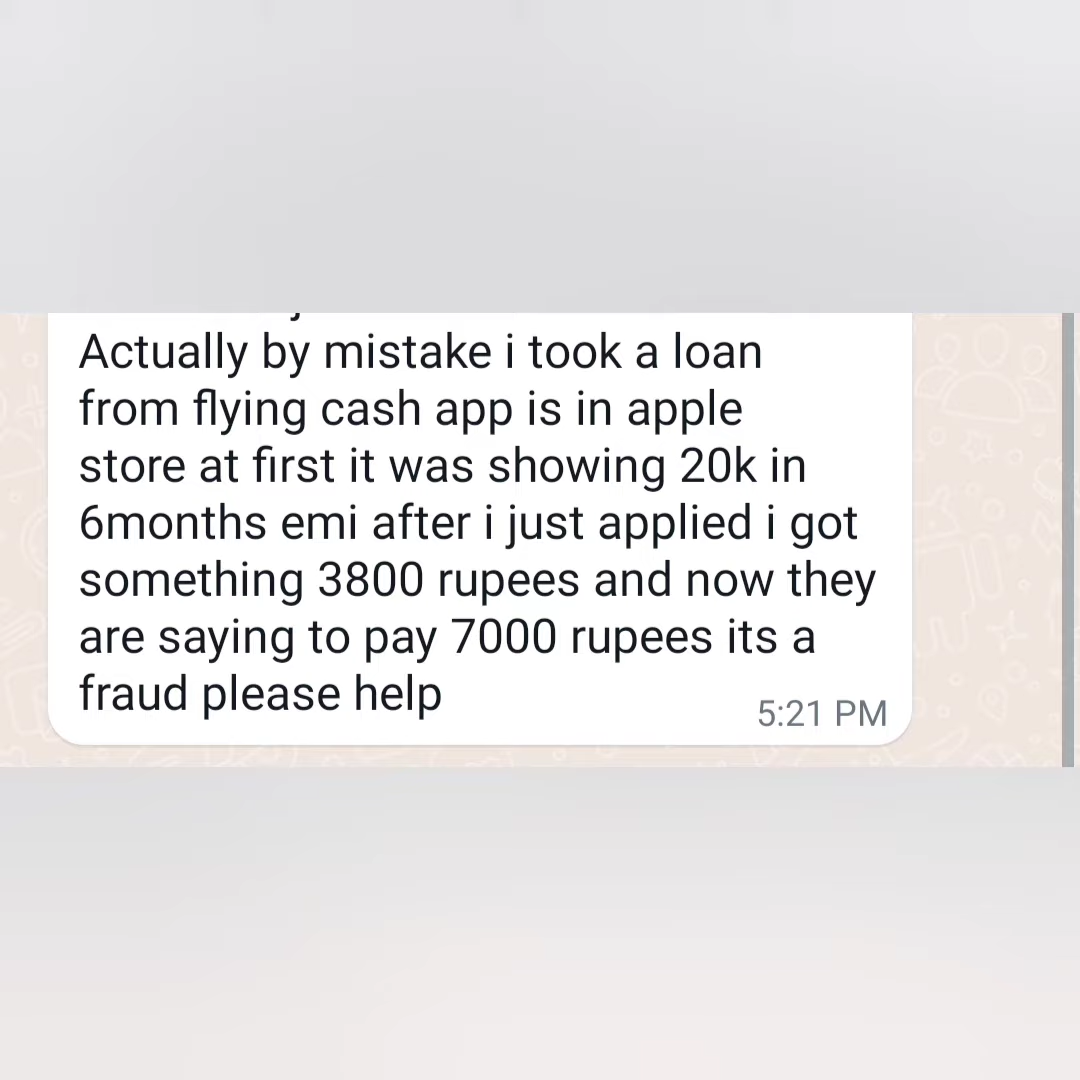 Actually by mistake i took a loan
from flying cash app is in apple
store at first it was showing 20k in
6months emi after i just applied i got
something 3800 rupees and now they
are saying to pay 7000 rupees its a
fraud please help
5:21 PM